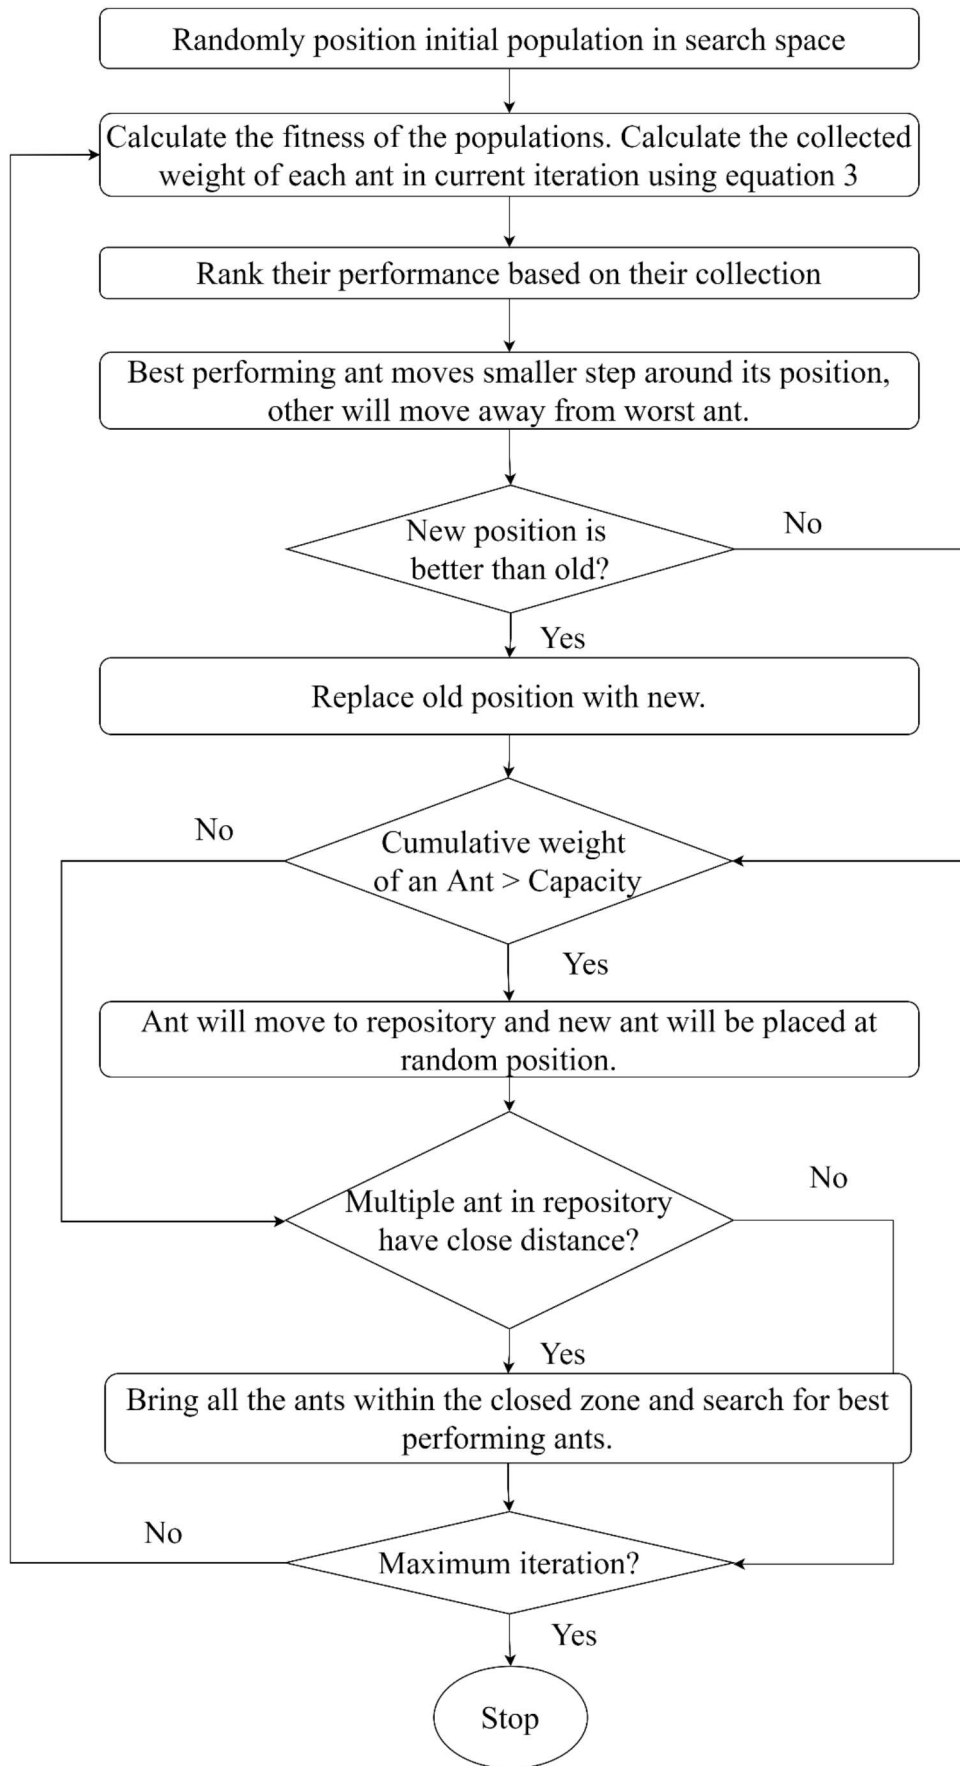 Randomly position initial population in search space
Calculate the fitness of the populations. Calculate the collected
weight of each ant in current iteration using equation 3
Rank their performance based on their collection
Best performing ant moves smaller step around its position,
other will move away from worst ant.
New position is
better than old?
No
Yes
Replace old position with new.
No
Cumulative weight
of an Ant > Capacity
Yes
Ant will move to repository and new ant will be placed at
random position.
No
Multiple ant in repository
have close distance?
Yes
Bring all the ants within the closed zone and search for best
performing ants.
No
Maximum iteration?
Yes
Stop